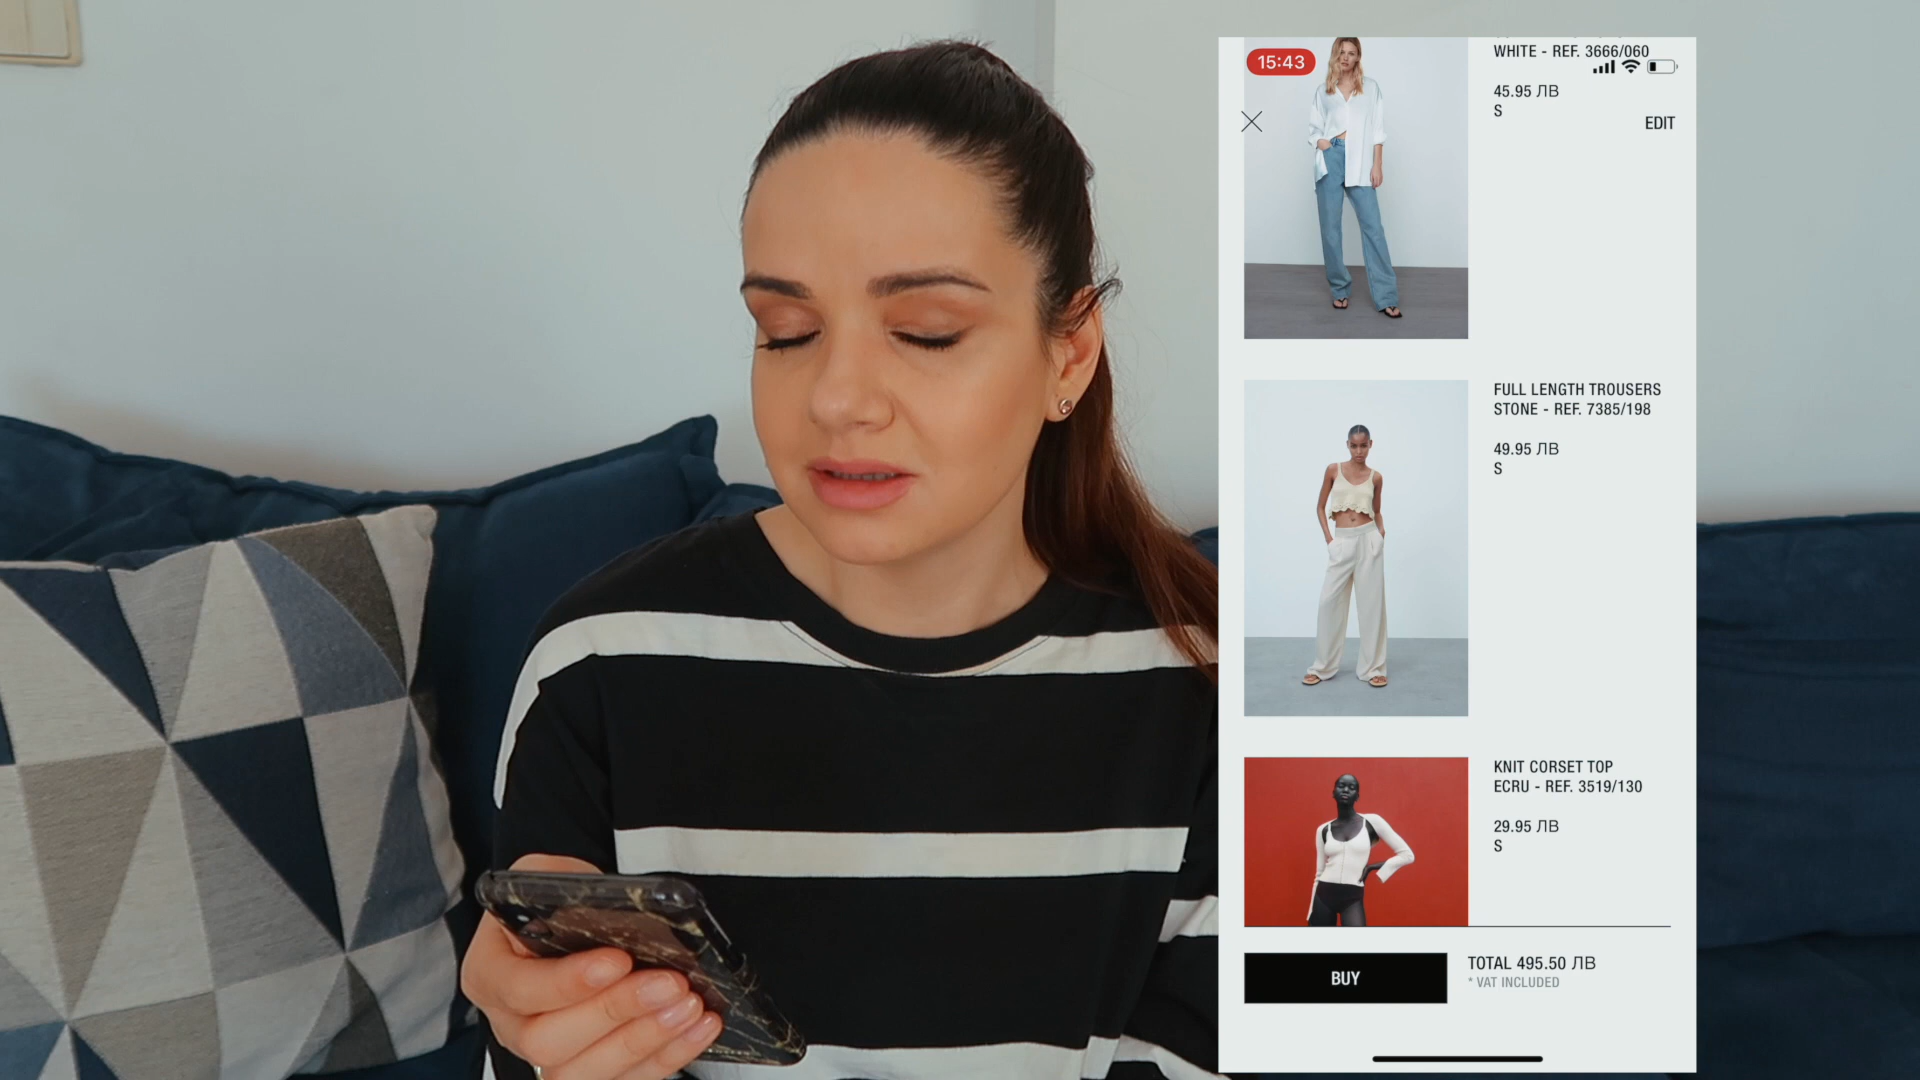 15:43
WHITE - REF. 3666/060
45.95 ЛВ
S
EDIT
FULL LENGTH TROUSERS
STONE - REF. 7385/198
49.95 ЛВ
S
KNIT CORSET TOP
ECRU - REF. 3519/130
29.95 ЛВ
S
BUY
TOTAL 495.50 ЛВ
* VAT INCLUDED